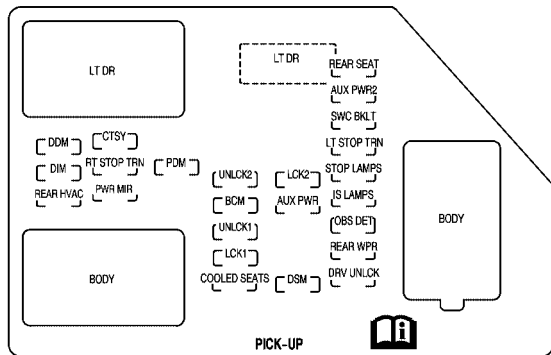 LT DR
LT DR
REAR SEAT
AUX PWR2
SWC BKLT
LT STOP TRN
STOP LAMPS
IS LAMPS
OBS DET
REAR WPR
DRV UNLCK
DDM
CTSY
DIM
RT STOP TRN
PDM
REAR HVAC
PWR MIR
UNLCK2
LCK2
BCM
AUX PWR
UNLCK1
LCK1
COOLED SEATS
DSM
BODY
BODY
PICK-UP
i